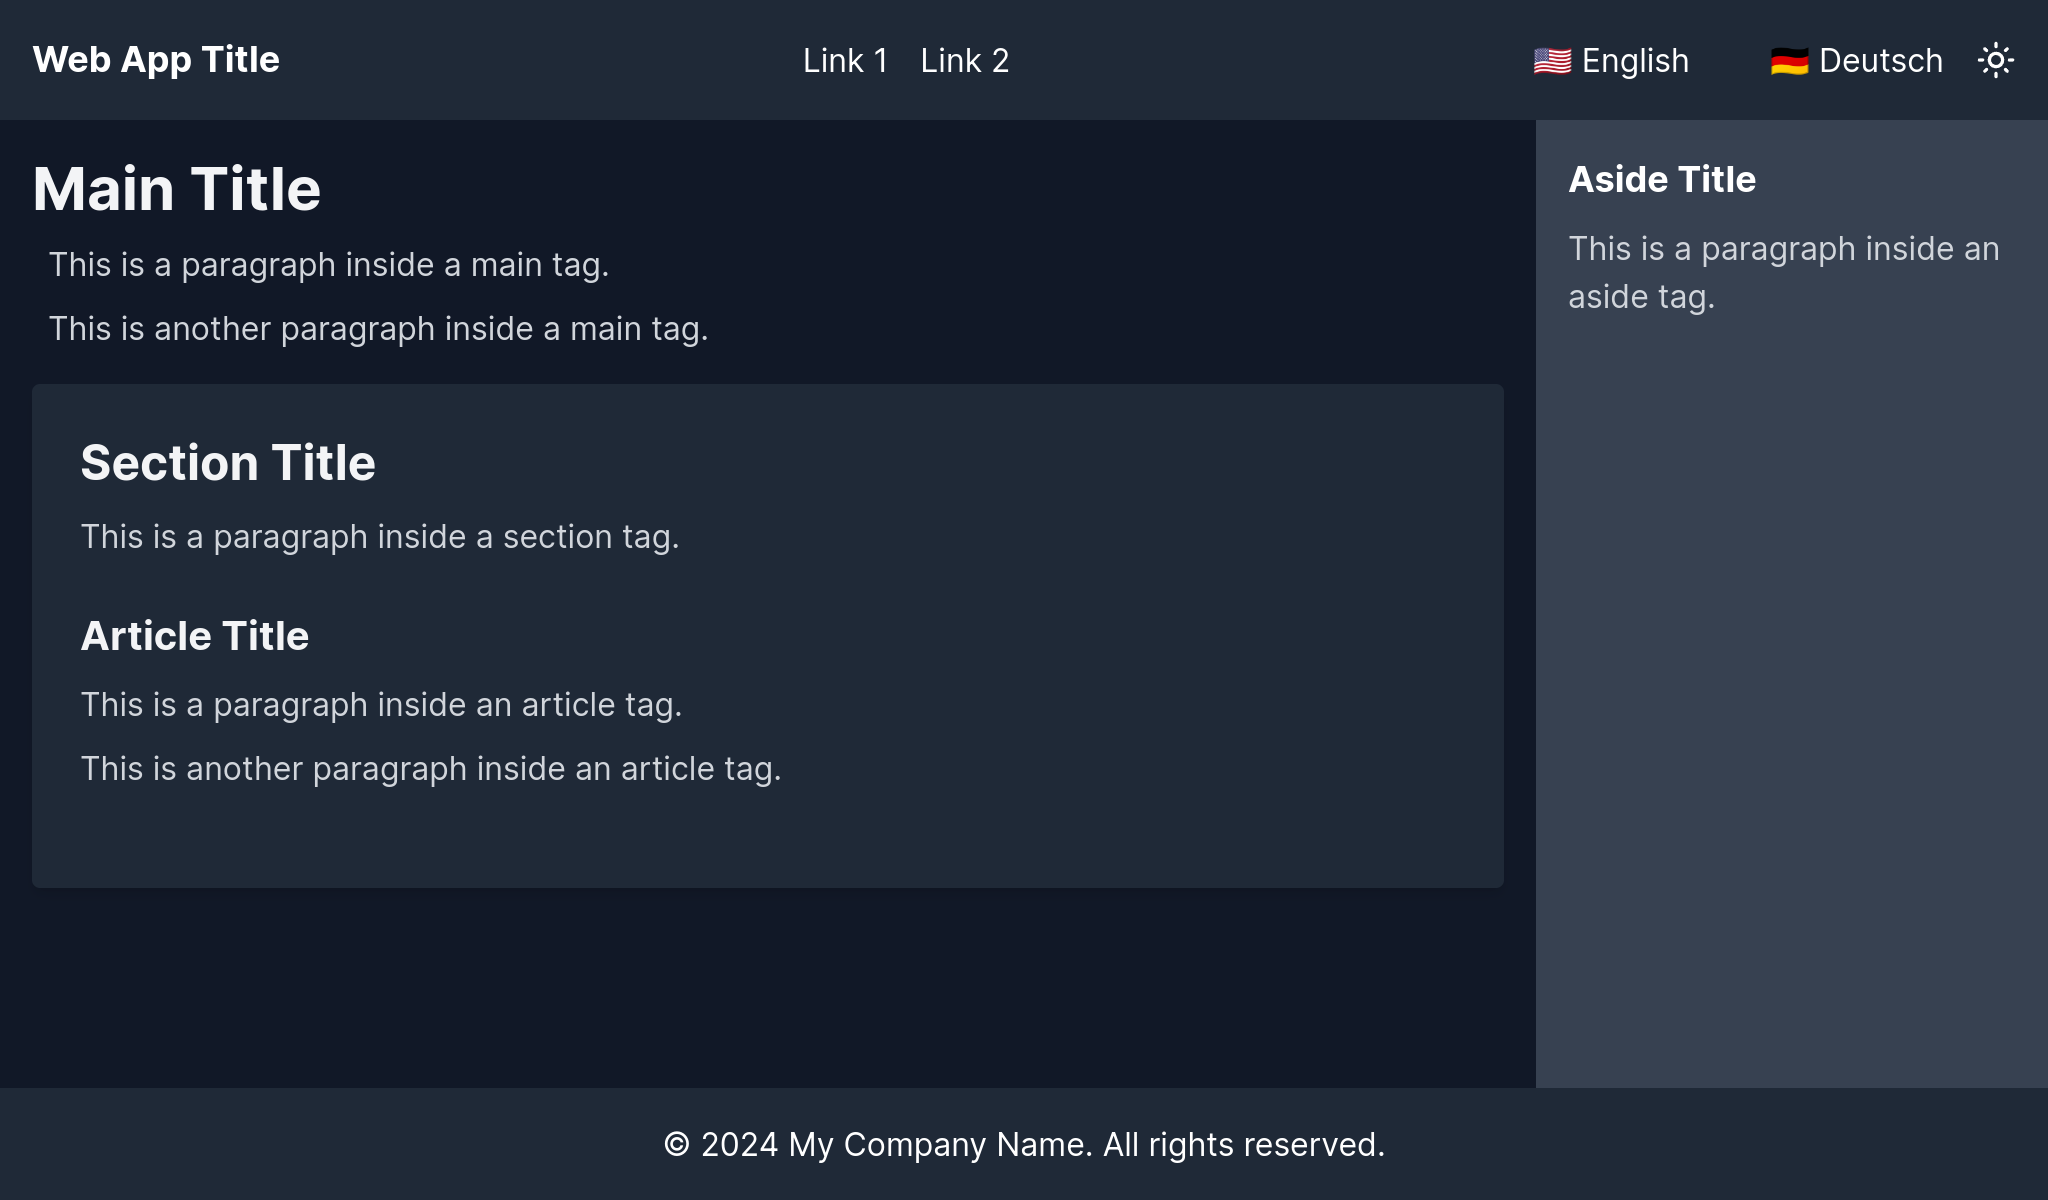 Web App Title
Link 1 Link 2
🇺🇸 English 🇩🇪 Deutsch
Main Title
This is a paragraph inside a main tag.
This is another paragraph inside a main tag.
Section Title
This is a paragraph inside a section tag.
Article Title
This is a paragraph inside an article tag.
This is another paragraph inside an article tag.
Aside Title
This is a paragraph inside an
aside tag.
© 2024 My Company Name. All rights reserved.